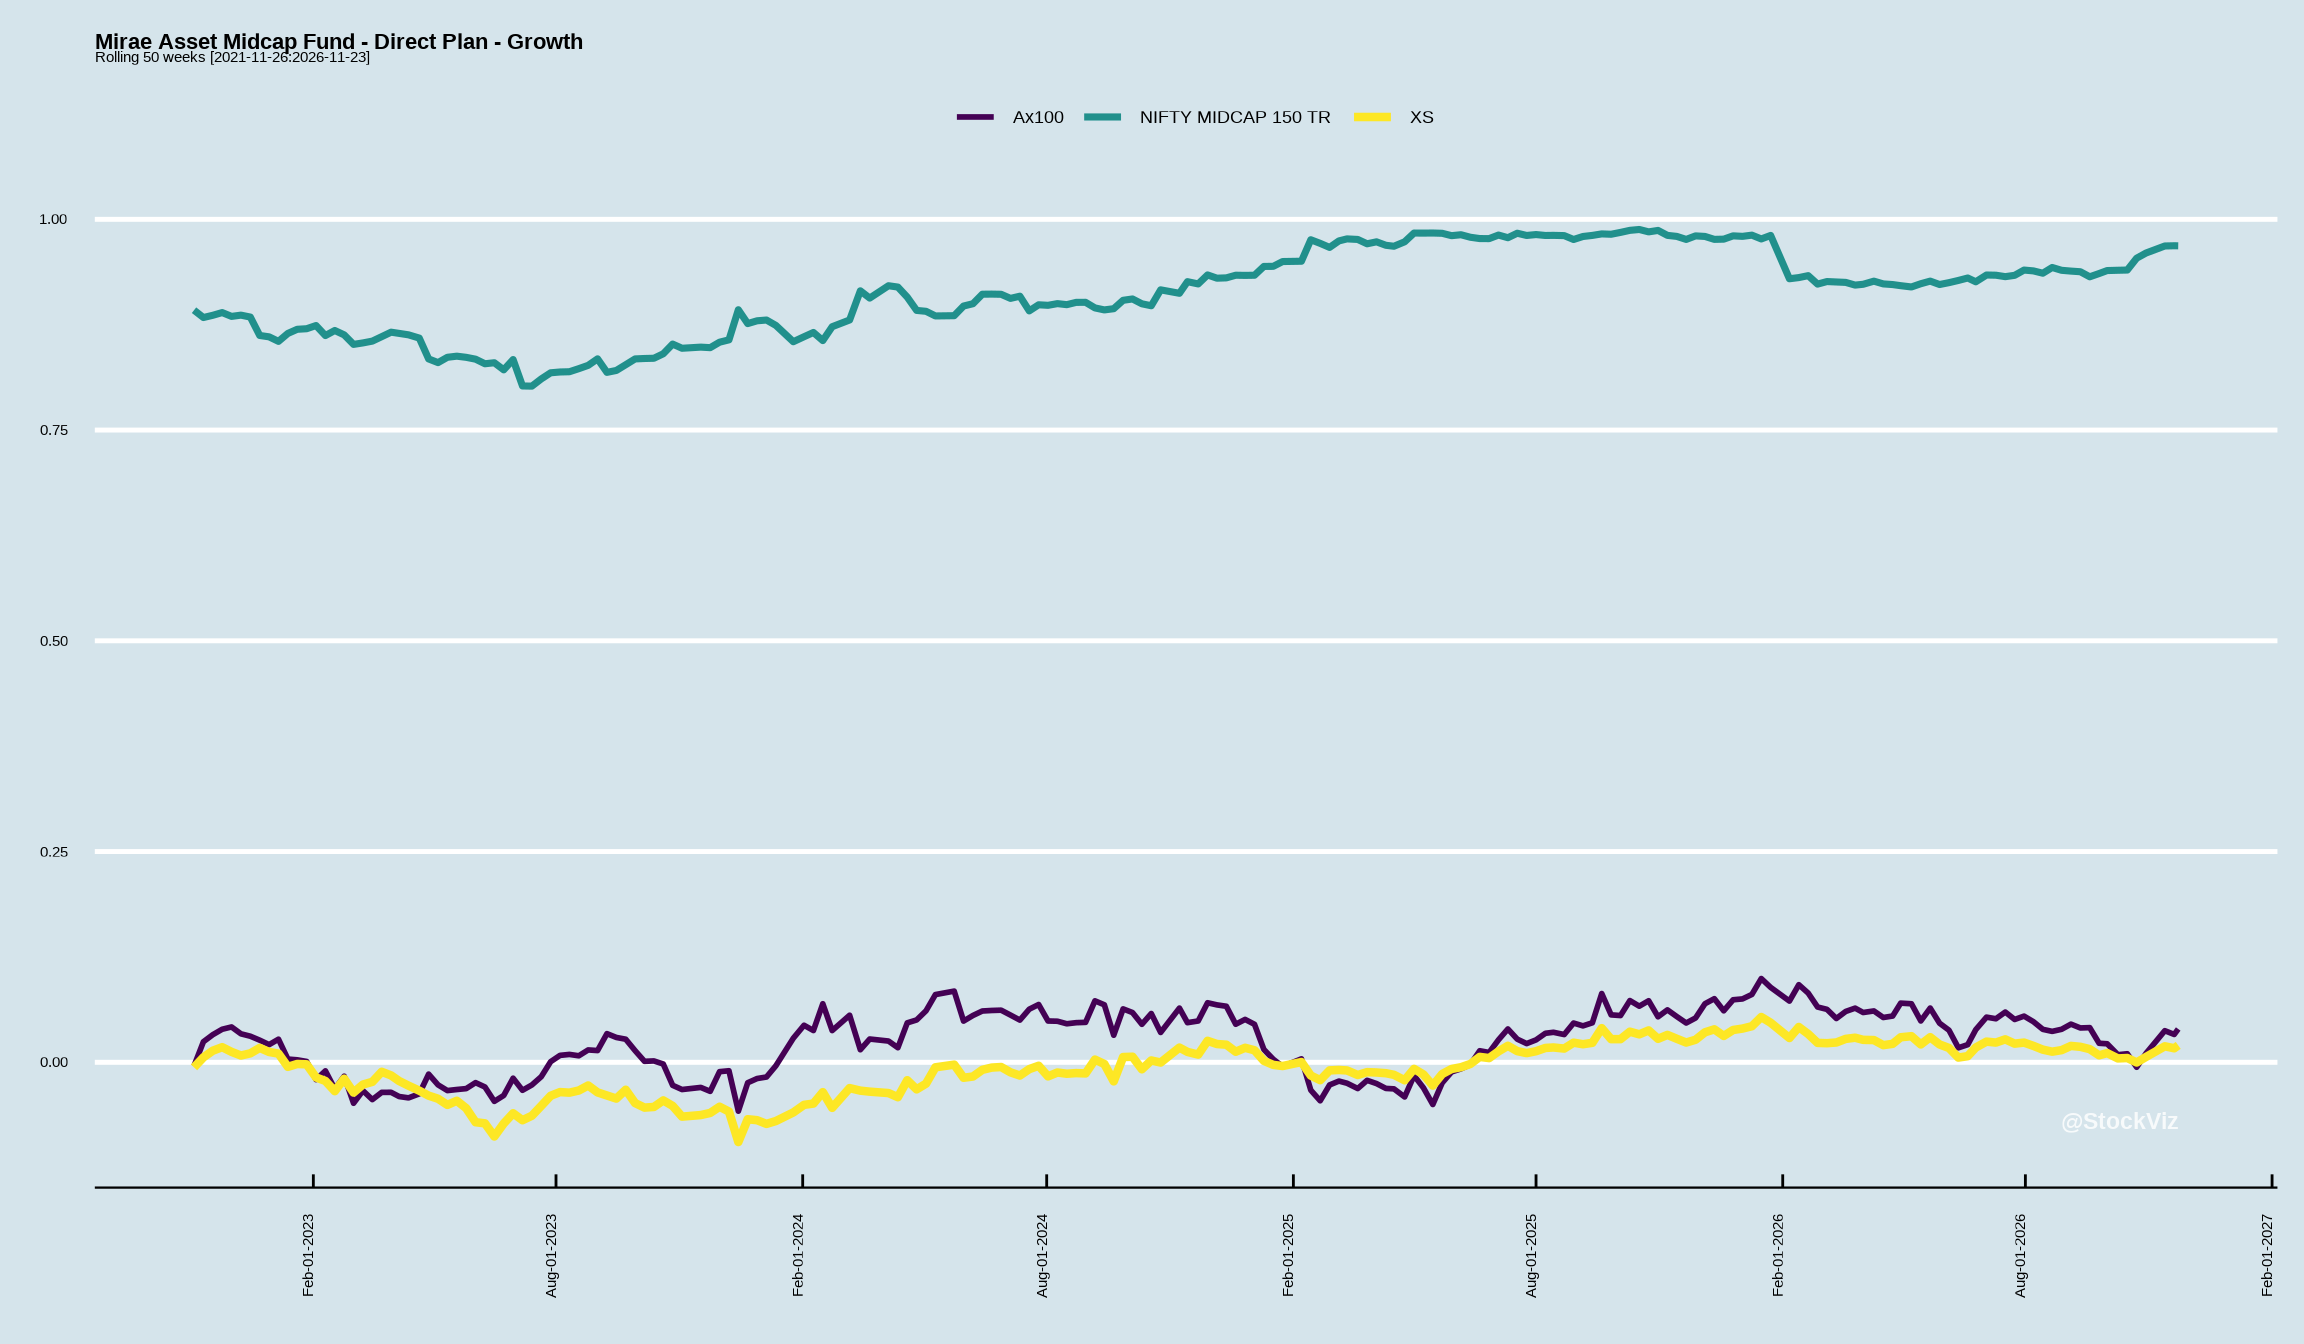 Mirae Asset Midcap Fund - Direct Plan - Growth
Rolling 50 weeks [2021-11-26:2026-11-23]
Ax100 NIFTY MIDCAP 150 TR XS
1.00
0.75
0.50
0.25
0.00
@StockViz
Feb-01-2023
Aug-01-2023
Feb-01-2024
Aug-01-2024
Feb-01-2025
Aug-01-2025
Feb-01-2026
Aug-01-2026
Feb-01-2027